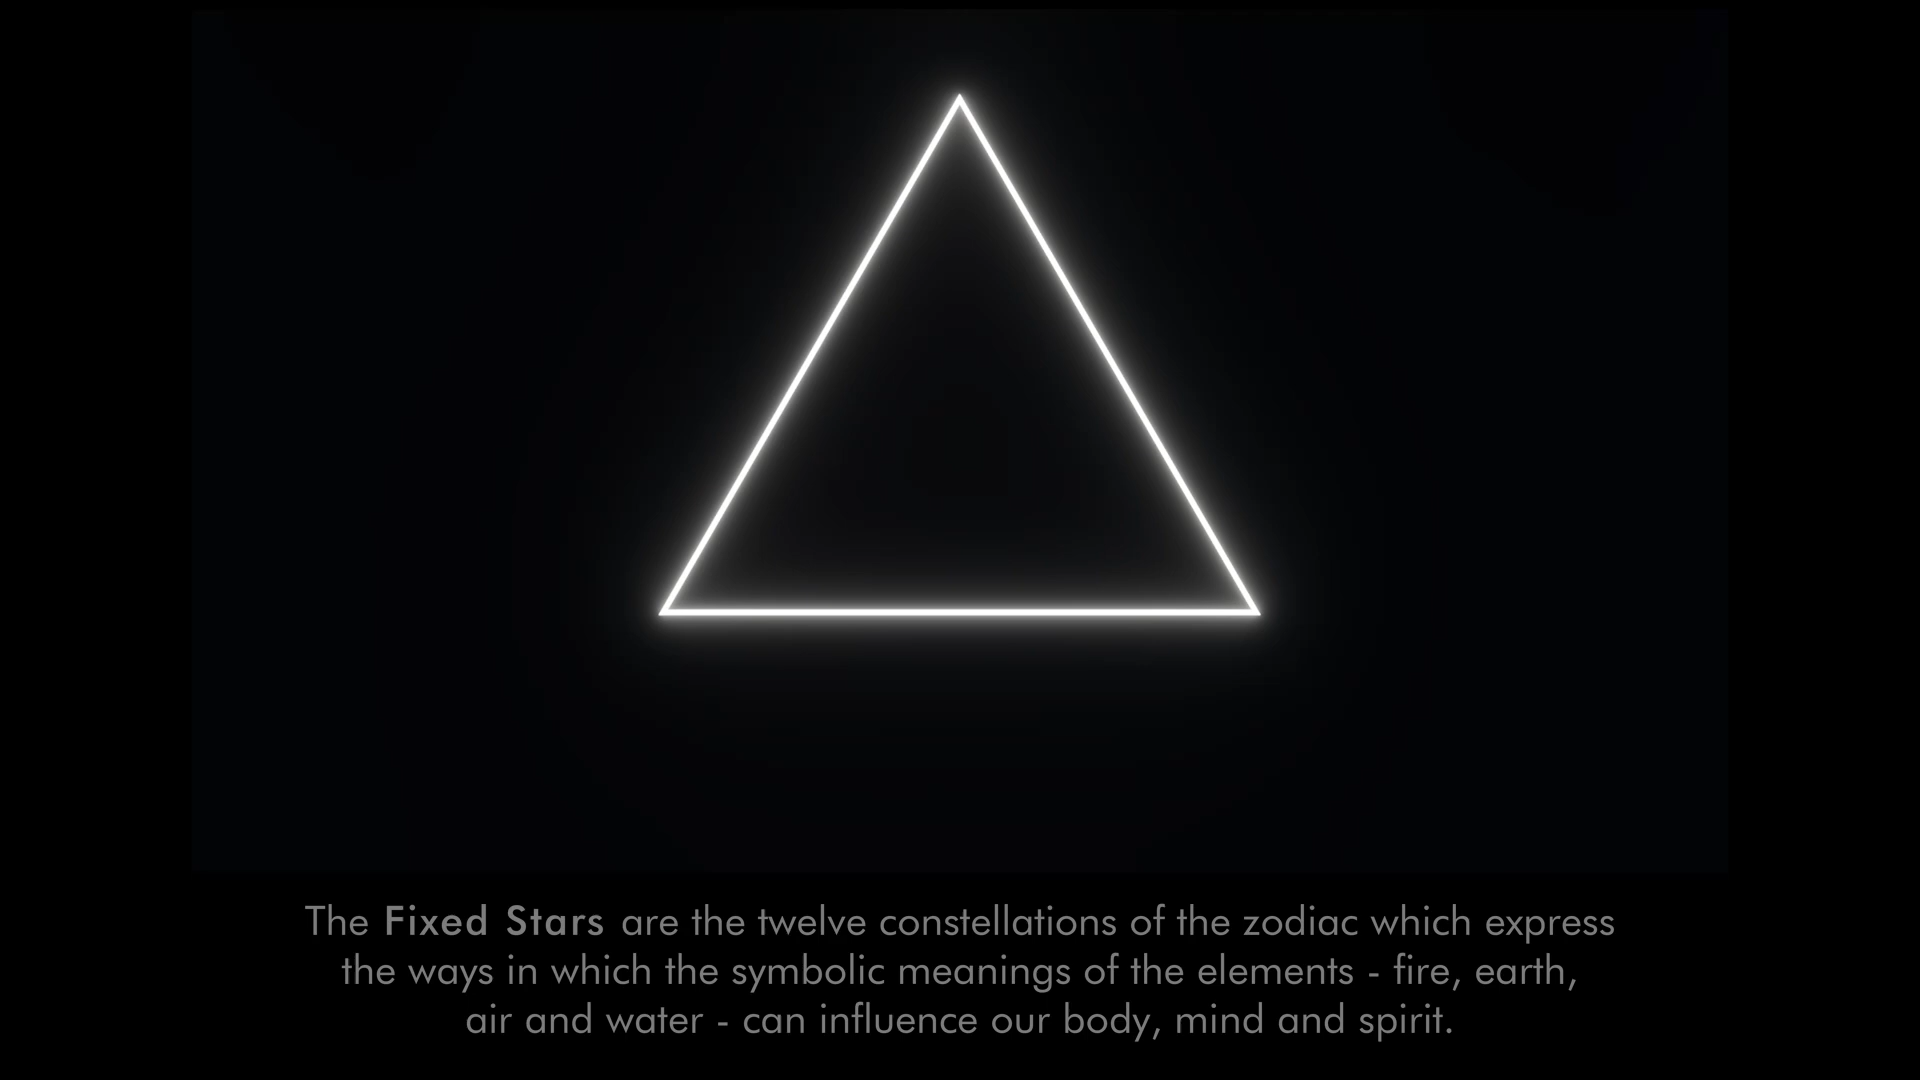 The Fixed Stars are the twelve constellations of the zodiac which express
the ways in which the symbolic meanings of the elements - fire, earth,
air and water - can influence our body, mind and spirit.